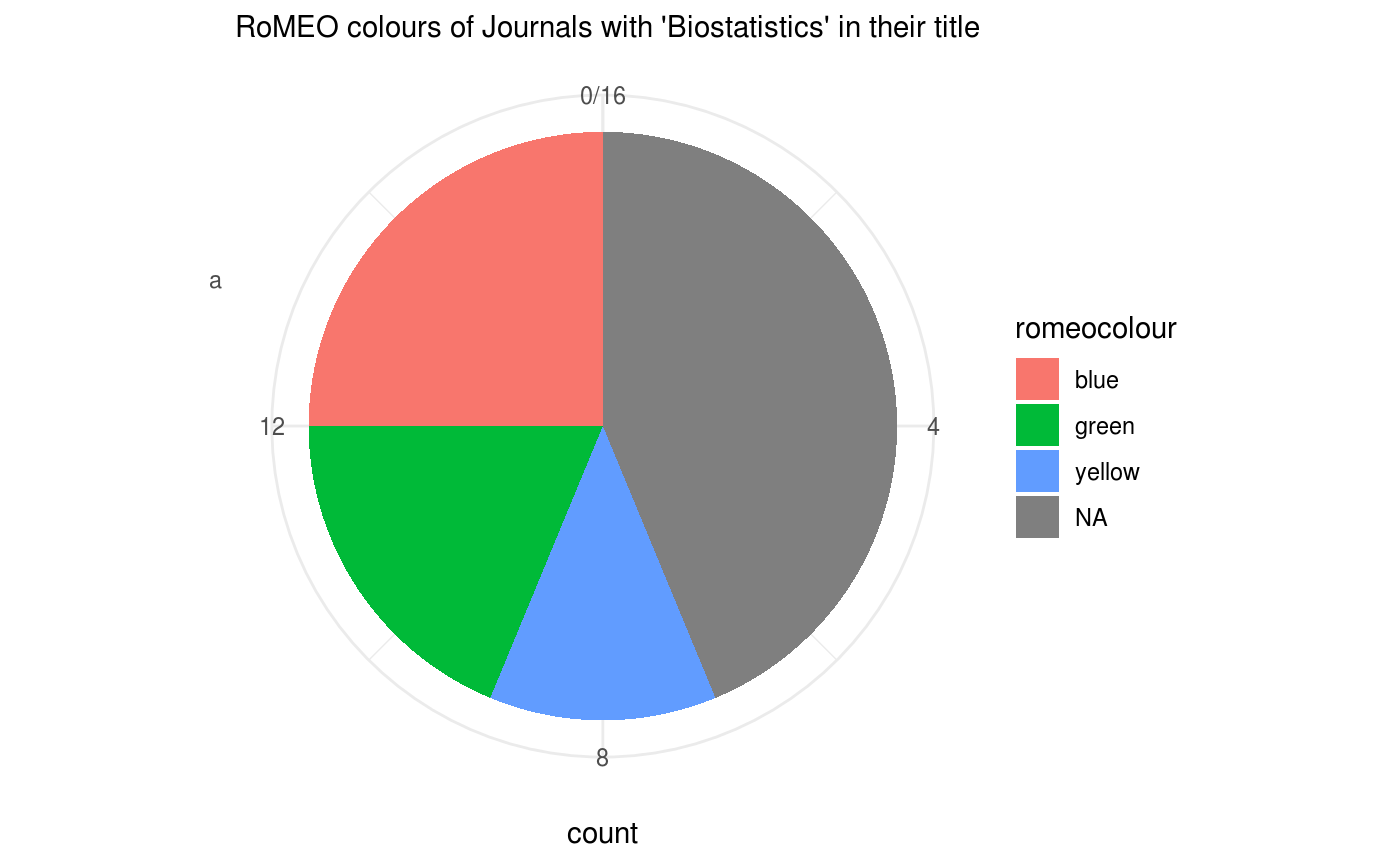 RoMEO colours of Journals with 'Biostatistics' in their title
0/16
a
12
4
8
count
romeocolour
blue
green
yellow
NA